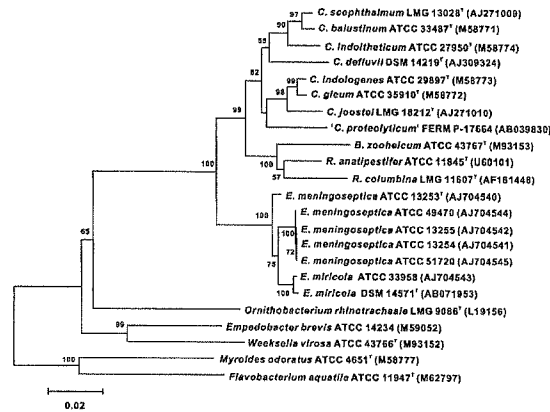 97
C. scophthalmum LMG 13028ᵀ (AJ271009)
90
C. balustinum ATCC 33487ᵀ (M58771)
55
C. indoltheticum ATCC 27950ᵀ (M58774)
C. defluvii DSM 14219ᵀ (AJ309324)
82
C. indologenes ATCC 29897ᵀ (M58773)
99
C. gleum ATCC 35910ᵀ (M58772)
98
C. joostei LMG 18212ᵀ (AJ271010)
99
'C. proteolyticum' FERM P-17664 (AB039830)
B. zoohelcum ATCC 43767ᵀ (M93153)
100
R. anatipestifer ATCC 11845ᵀ (U60101)
57
R. columbina LMG 11607ᵀ (AF181448)
100
E. meningoseptica ATCC 13253ᵀ (AJ704540)
100
E. meningoseptica ATCC 49470 (AJ704544)
100
E. meningoseptica ATCC 13255 (AJ704542)
E. meningoseptica ATCC 13254 (AJ704541)
72
E. meningoseptica ATCC 51720 (AJ704545)
75
E. miricola ATCC 33958 (AJ704543)
100
E. miricola DSM 14571ᵀ (AB071953)
65
Ornithobacterium rhinotracheale LMG 9086ᵀ (L19156)
Empedobacter brevis ATCC 14234 (M59052)
99
Weeksella virosa ATCC 43766ᵀ (M93152)
Myroides odoratus ATCC 4651ᵀ (M58777)
100
Flavobacterium aquatile ATCC 11947ᵀ (M62797)
0.02